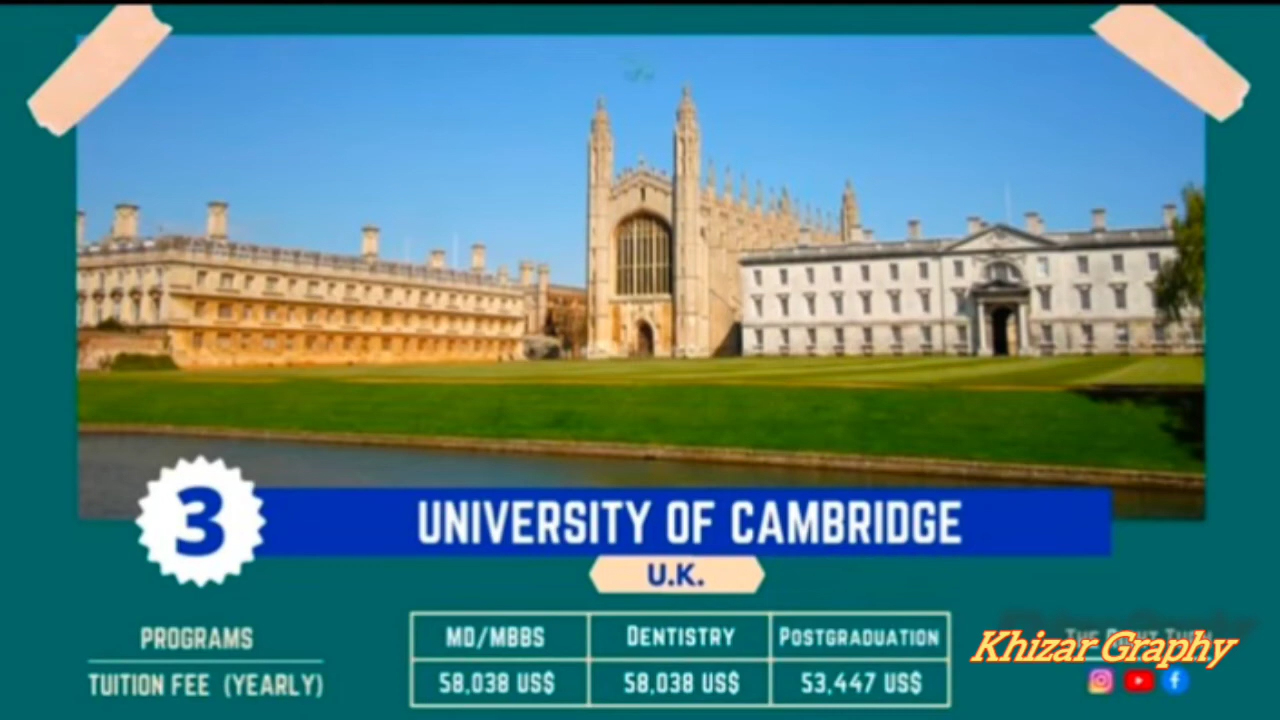 3
UNIVERSITY OF CAMBRIDGE
U.K.
PROGRAMS
MD/MBBS DENTISTRY POSTGRADUATION
TUITION FEE (YEARLY)
58,038 US$ 58,038 US$ 53,447 US$
Khizar Graphy